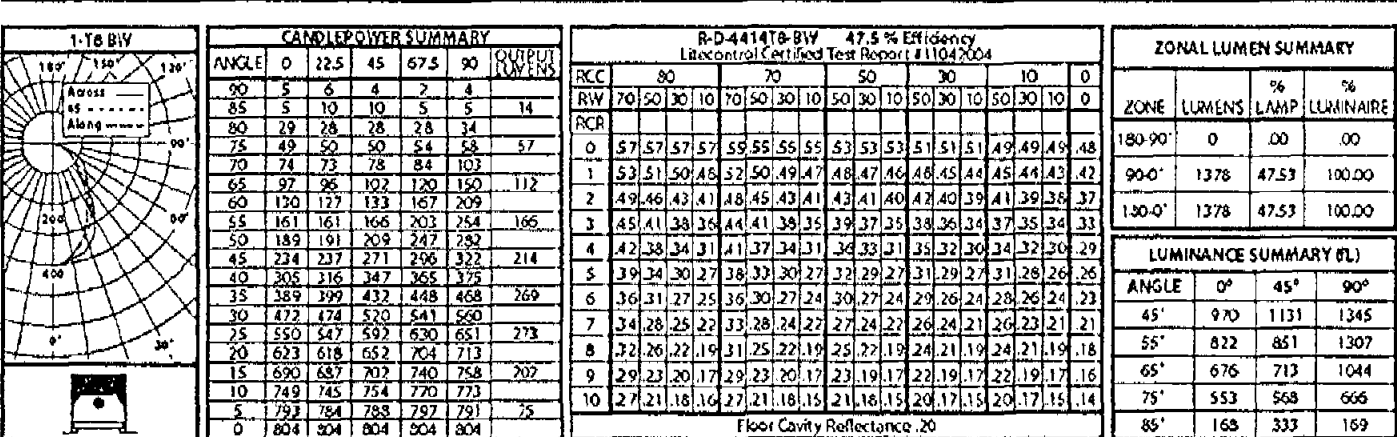 1-T8 BW
180° 150° 120°
Across
45
Along
90°
200
60°
400
0° 30°
CANDLEPOWER SUMMARY
ANGLE 0 22.5 45 67.5 90 OUTPUT LUMENS
90 5 6 4 2 4
85 5 10 10 5 5 14
80 29 28 28 28 34
75 49 50 50 54 58 57
70 74 73 78 84 103
65 97 96 102 120 150 112
60 130 127 133 167 209
55 161 161 166 203 254 166
50 189 191 209 247 282
45 234 237 271 296 322 214
40 305 316 347 365 375
35 389 399 432 448 468 269
30 472 474 520 541 560
25 550 547 592 630 651 273
20 623 618 652 704 713
15 690 687 702 740 758 202
10 749 745 754 770 773
5 793 784 788 797 791 75
0 804 804 804 804 804
R-D-4414T8-BW 47.5 % Efficiency
Litecontrol Certified Test Report #11042004
RCC 80 70 50 30 10 0
RW 70 50 30 10 70 50 30 10 50 30 10 50 30 10 50 30 10 0
RCR
0 .57 .57 .57 .57 .55 .55 .55 .55 .53 .53 .53 .51 .51 .51 .49 .49 .49 .48
1 .53 .51 .50 .48 .52 .50 .49 .47 .48 .47 .46 .48 .45 .44 .45 .44 .43 .42
2 .49 .46 .43 .41 .48 .45 .43 .41 .43 .41 .40 .42 .40 .39 .41 .39 .38 .37
3 .45 .41 .38 .36 .44 .41 .38 .35 .39 .37 .35 .38 .36 .34 .37 .35 .34 .33
4 .42 .38 .34 .31 .41 .37 .34 .31 .36 .33 .31 .35 .32 .30 .34 .32 .30 .29
5 .39 .34 .30 .27 .38 .33 .30 .27 .32 .29 .27 .31 .29 .27 .31 .28 .26 .26
6 .36 .31 .27 .25 .36 .30 .27 .24 .30 .27 .24 .29 .26 .24 .28 .26 .24 .23
7 .34 .28 .25 .22 .33 .28 .24 .22 .27 .24 .22 .26 .24 .21 .26 .23 .21 .21
8 .32 .26 .22 .19 .31 .25 .22 .19 .25 .22 .19 .24 .21 .19 .24 .21 .19 .18
9 .29 .23 .20 .17 .29 .23 .20 .17 .23 .19 .17 .22 .19 .17 .22 .19 .17 .16
10 .27 .21 .18 .16 .27 .21 .18 .15 .21 .18 .15 .20 .17 .15 .20 .17 .15 .14
Floor Cavity Reflectance .20
ZONAL LUMEN SUMMARY
ZONE LUMENS % LAMP % LUMINAIRE
180-90° 0 .00 .00
90-0° 1378 47.53 100.00
180-0° 1378 47.53 100.00
LUMINANCE SUMMARY (fL)
ANGLE 0° 45° 90°
45° 970 1131 1345
55° 822 851 1307
65° 676 713 1044
75° 553 568 666
85° 168 333 169